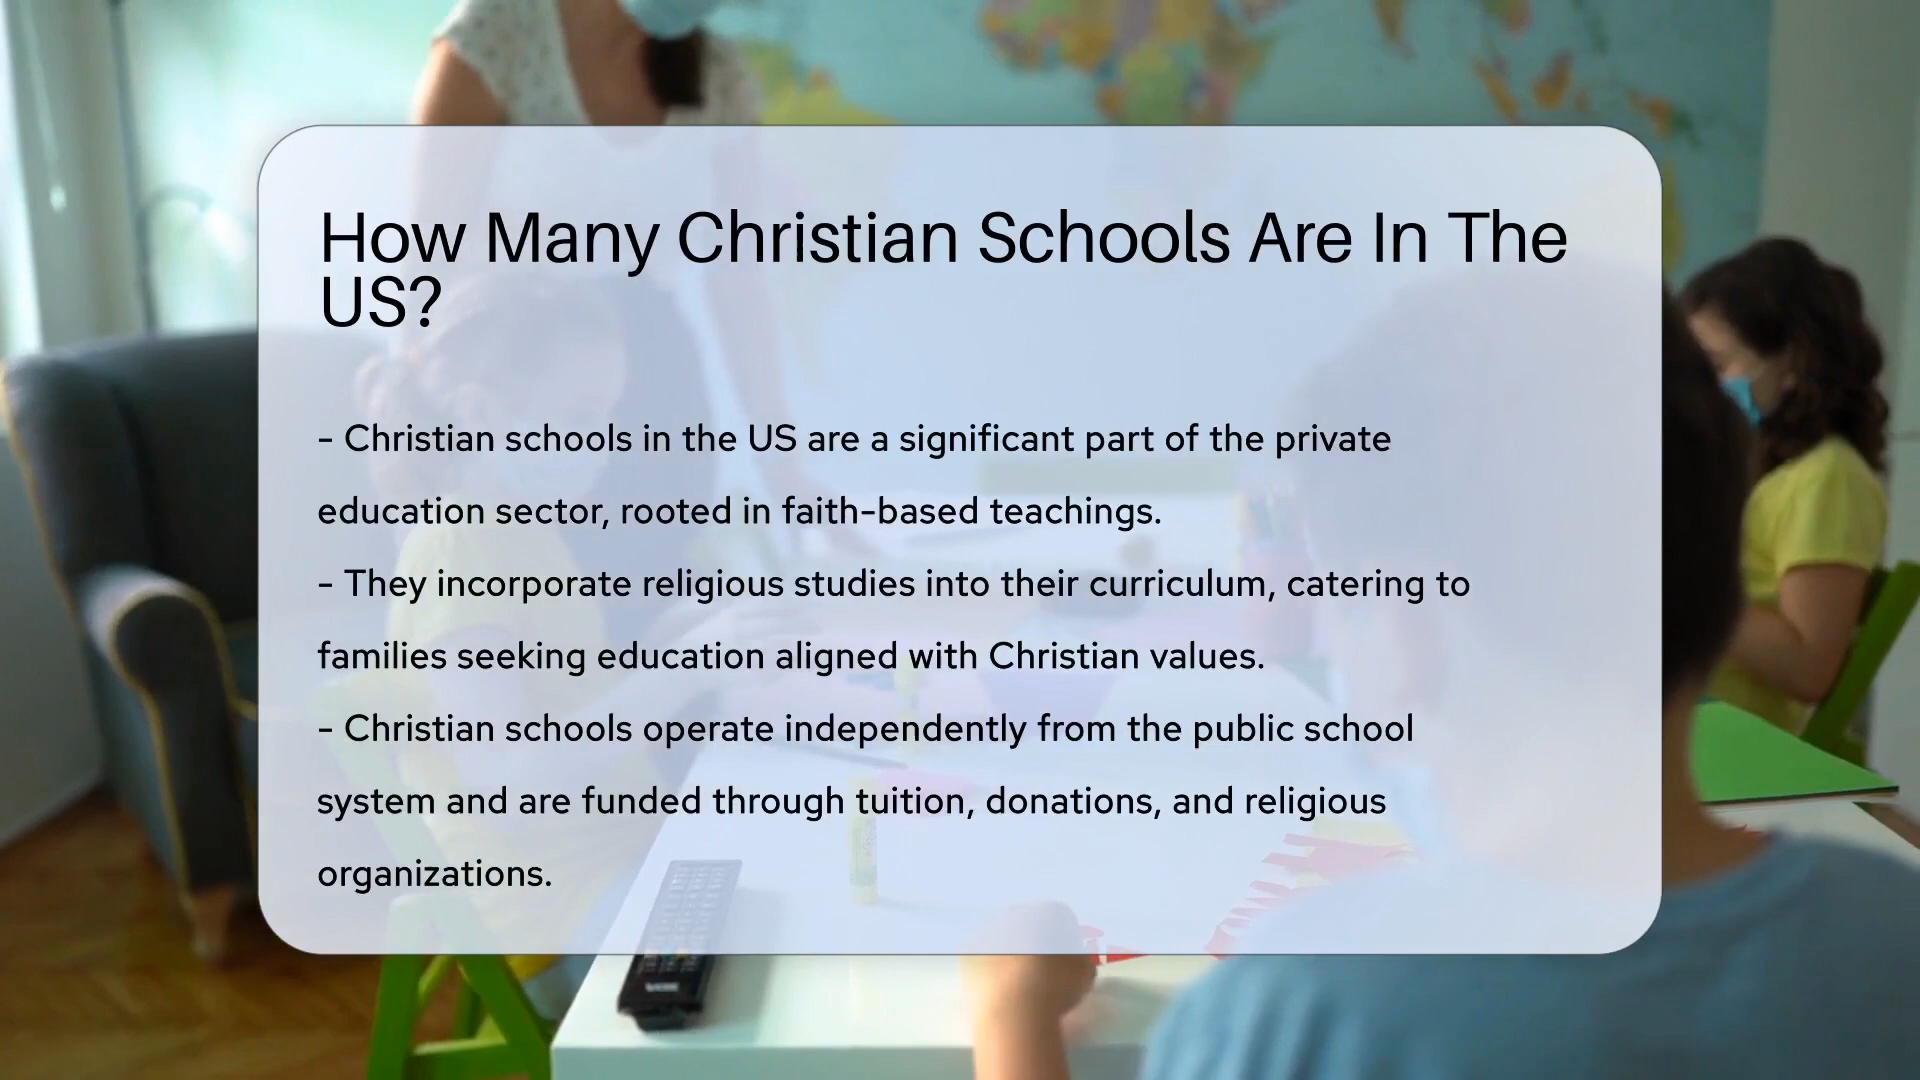 How Many Christian Schools Are In The
US?
- Christian schools in the US are a significant part of the private
education sector, rooted in faith-based teachings.
- They incorporate religious studies into their curriculum, catering to
families seeking education aligned with Christian values.
- Christian schools operate independently from the public school
system and are funded through tuition, donations, and religious
organizations.